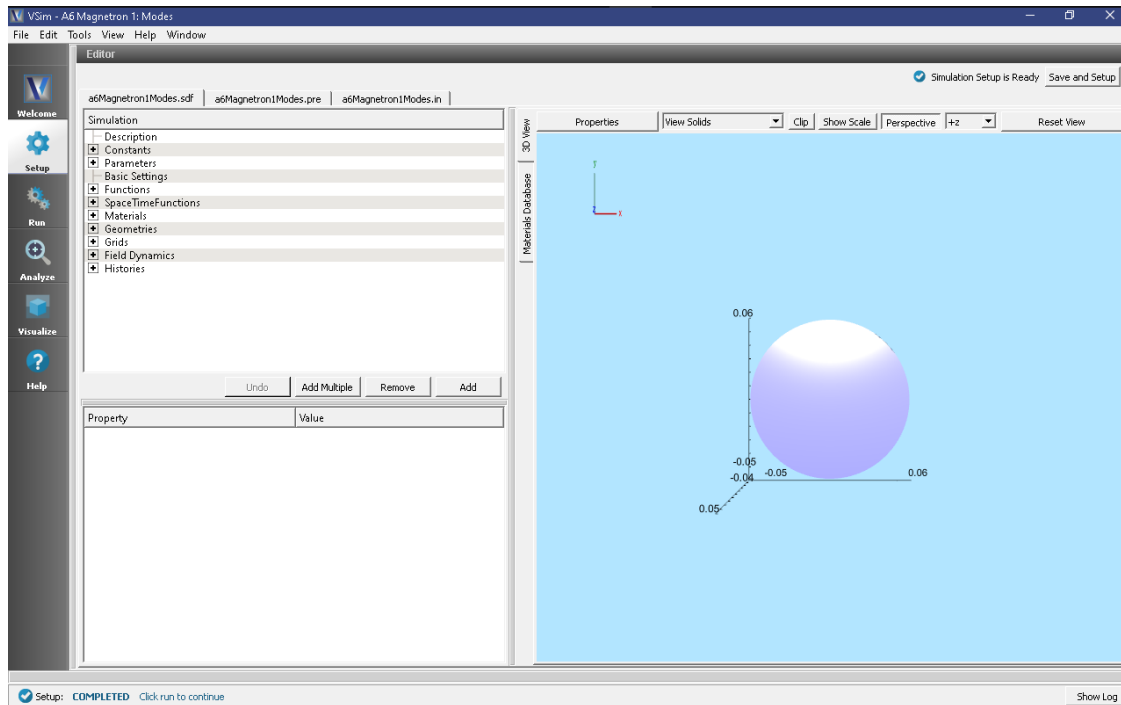 VSim - A6 Magnetron 1: Modes
File Edit Tools View Help Window
Editor
Simulation Setup is Ready Save and Setup
Welcome
Setup
Run
Analyze
Visualize
Help
a6Magnetron1Modes.sdf a6Magnetron1Modes.pre a6Magnetron1Modes.in
Simulation
Description
Constants
Parameters
Basic Settings
Functions
SpaceTimeFunctions
Materials
Geometries
Grids
Field Dynamics
Histories
Undo Add Multiple Remove Add
Property Value
3D View
Materials Database
Properties View Solids Clip Show Scale Perspective +z Reset View
Y
Z X
0.06
-0.05
-0.04 -0.05 0.06
0.05
Setup: COMPLETED Click run to continue Show Log